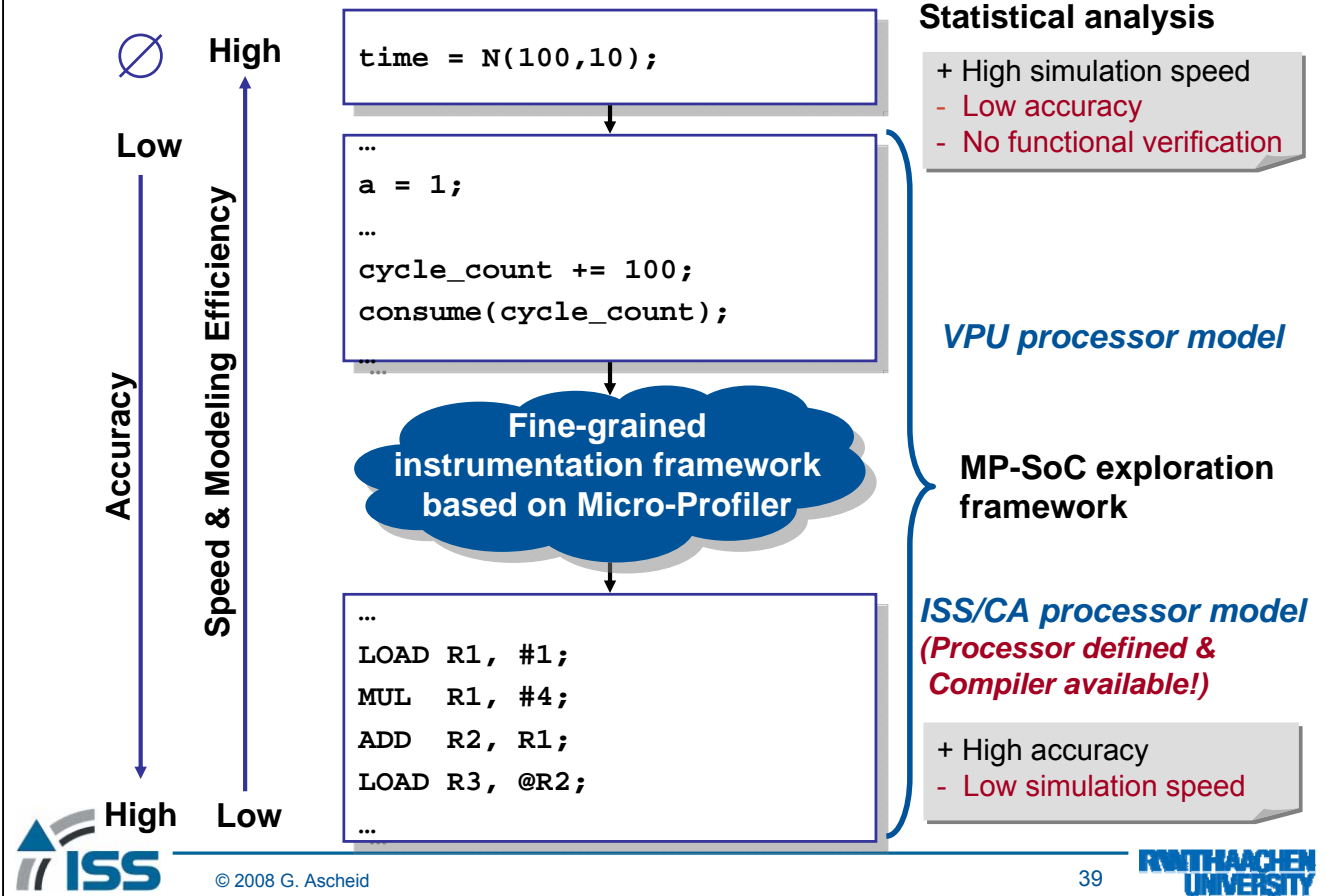 Statistical analysis
∅
High
time = N(100,10);
+ High simulation speed
- Low accuracy
- No functional verification
Low
…
a = 1;
…
cycle_count += 100;
consume(cycle_count);
…
Accuracy
Speed & Modeling Efficiency
VPU processor model
Fine-grained
instrumentation framework
based on Micro-Profiler
MP-SoC exploration
framework
…
LOAD R1, #1;
MUL R1, #4;
ADD R2, R1;
LOAD R3, @R2;
…
ISS/CA processor model
(Processor defined &
Compiler available!)
+ High accuracy
- Low simulation speed
High
Low
ISS
© 2008 G. Ascheid
39
RWTHAACHEN
UNIVERSITY